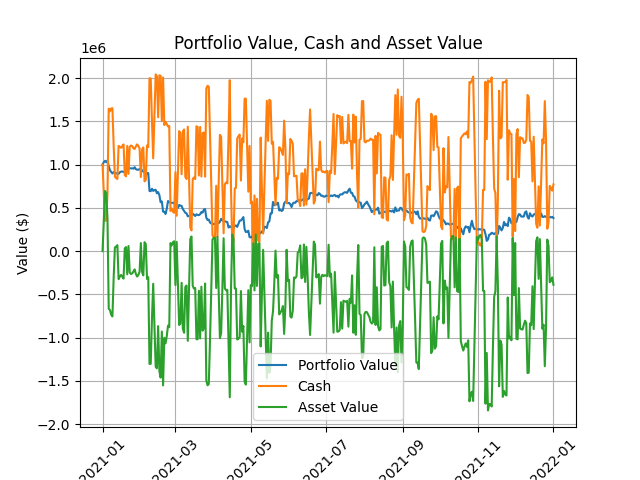 Portfolio Value, Cash and Asset Value
1e6
2.0
1.5
1.0
0.5
0.0
−0.5
−1.0
−1.5
−2.0
Value ($)
Portfolio Value
Cash
Asset Value
2021-01
2021-03
2021-05
2021-07
2021-09
2021-11
2022-01